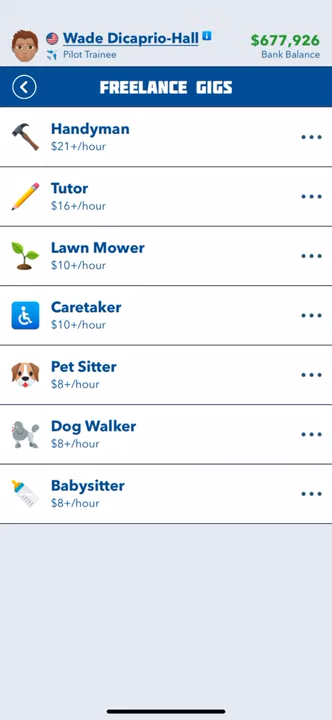 Wade Dicaprio-Hall i
$677,926
Pilot Trainee
Bank Balance
FREELANCE GIGS
Handyman
$21+/hour
Tutor
$16+/hour
Lawn Mower
$10+/hour
Caretaker
$10+/hour
Pet Sitter
$8+/hour
Dog Walker
$8+/hour
Babysitter
$8+/hour